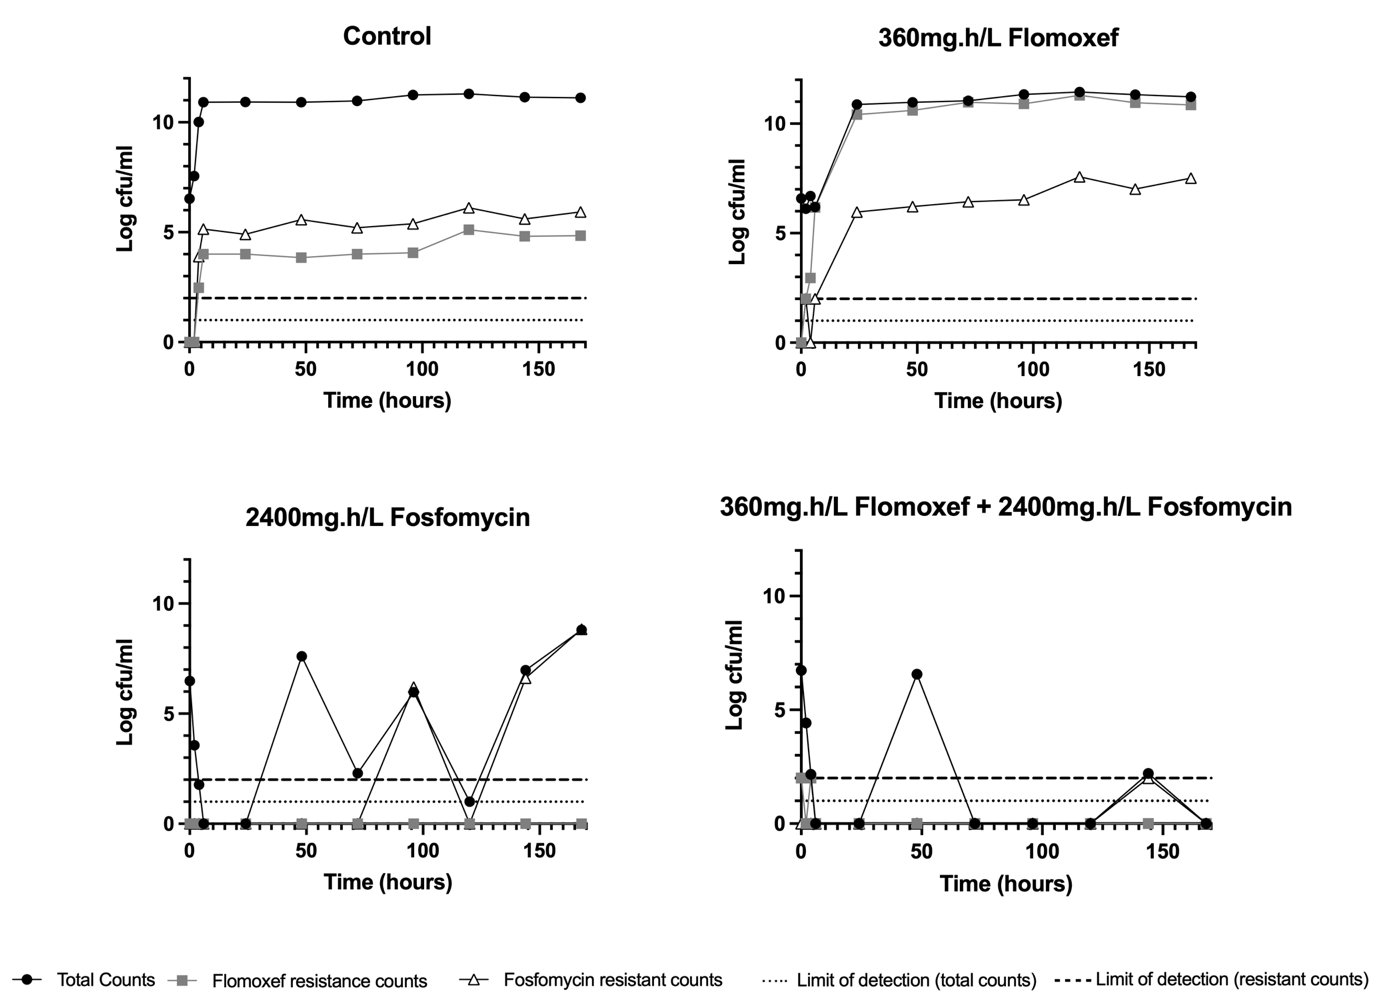 Control
10
5
0
Log cfu/ml
0 50 100 150
Time (hours)
360mg.h/L Flomoxef
10
5
0
Log cfu/ml
0 50 100 150
Time (hours)
2400mg.h/L Fosfomycin
10
5
0
Log cfu/ml
0 50 100 150
Time (hours)
360mg.h/L Flomoxef + 2400mg.h/L Fosfomycin
10
5
0
Log cfu/ml
0 50 100 150
Time (hours)
Total Counts Flomoxef resistance counts Fosfomycin resistant counts Limit of detection (total counts) Limit of detection (resistant counts)